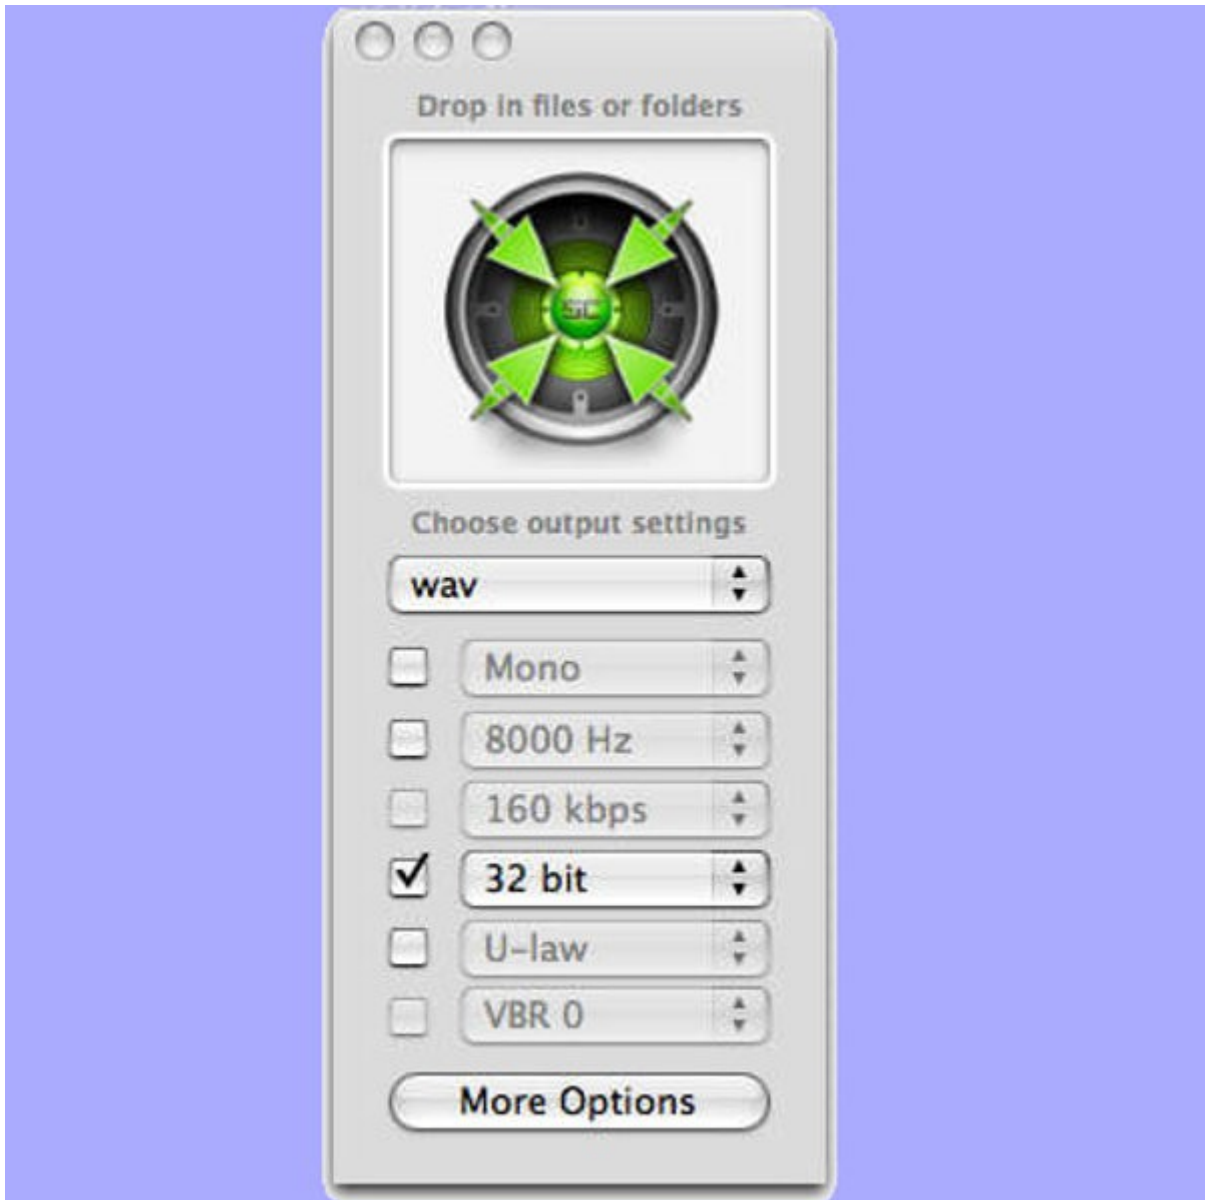 Drop in files or folders
SC
Choose output settings
wav
Mono
8000 Hz
160 kbps
32 bit
U-law
VBR 0
More Options